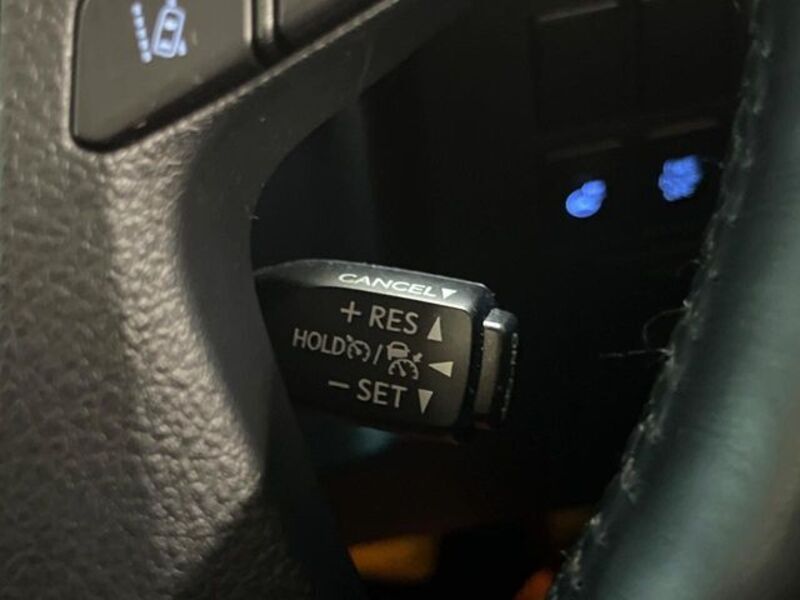 CANCEL▼
+ RES ▲
HOLD / ◀
− SET ▼